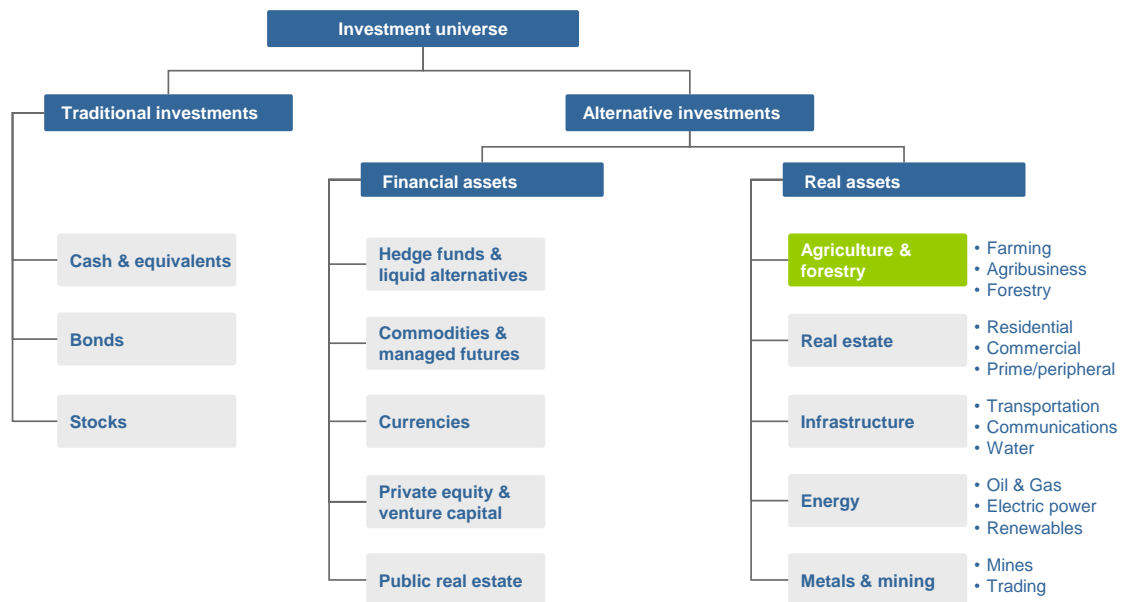 Investment universe
Traditional investments
Alternative investments
Financial assets
Real assets
Cash & equivalents
Bonds
Stocks
Hedge funds &
liquid alternatives
Commodities &
managed futures
Currencies
Private equity &
venture capital
Public real estate
Agriculture &
forestry
• Farming
• Agribusiness
• Forestry
Real estate
• Residential
• Commercial
• Prime/peripheral
Infrastructure
• Transportation
• Communications
• Water
Energy
• Oil & Gas
• Electric power
• Renewables
Metals & mining
• Mines
• Trading